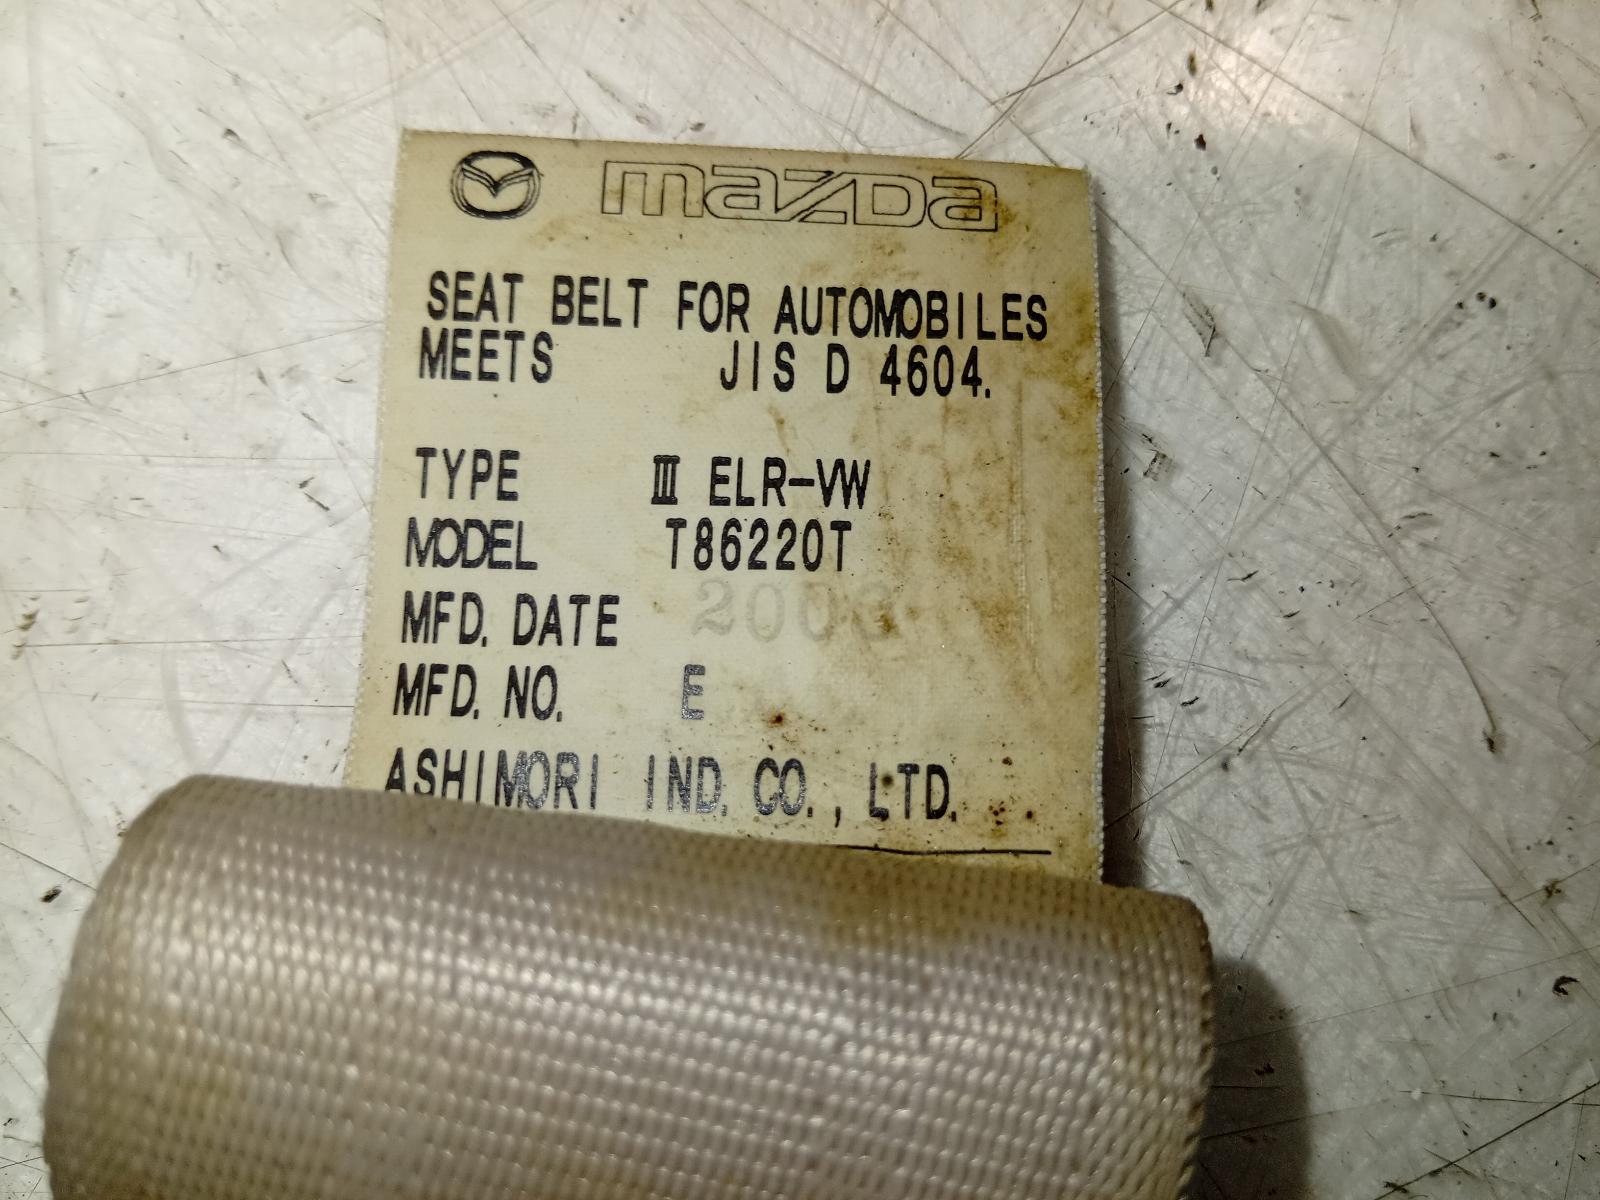 mazda
SEAT BELT FOR AUTOMOBILES
MEETS JIS D 4604.
TYPE III ELR-VW
MODEL T86220T
MFD. DATE
MFD. NO. E
ASHIMORI IND. CO., LTD.